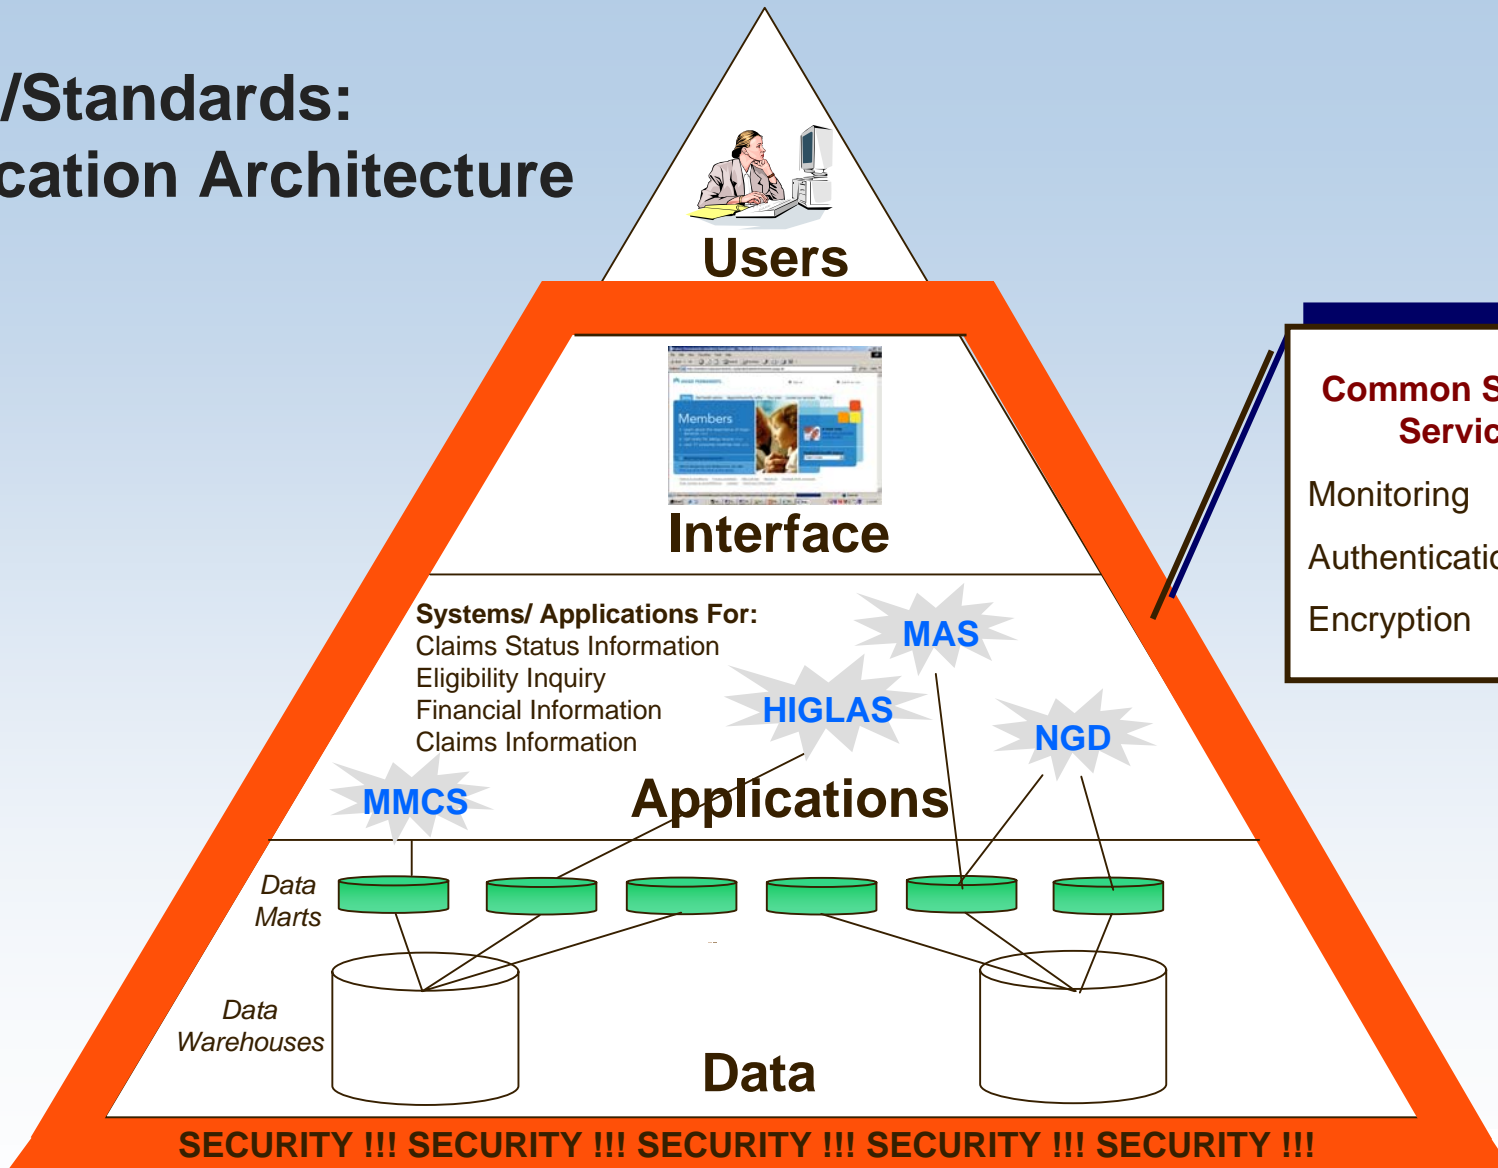 /Standards:
cation Architecture
Users
Members
Interface
Common S
Servic
Monitoring
Authenticatio
Encryption
Systems/ Applications For:
Claims Status Information
Eligibility Inquiry
Financial Information
Claims Information
MAS
HIGLAS
NGD
MMCS
Applications
Data
Marts
Data
Warehouses
Data
SECURITY !!! SECURITY !!! SECURITY !!! SECURITY !!! SECURITY !!!